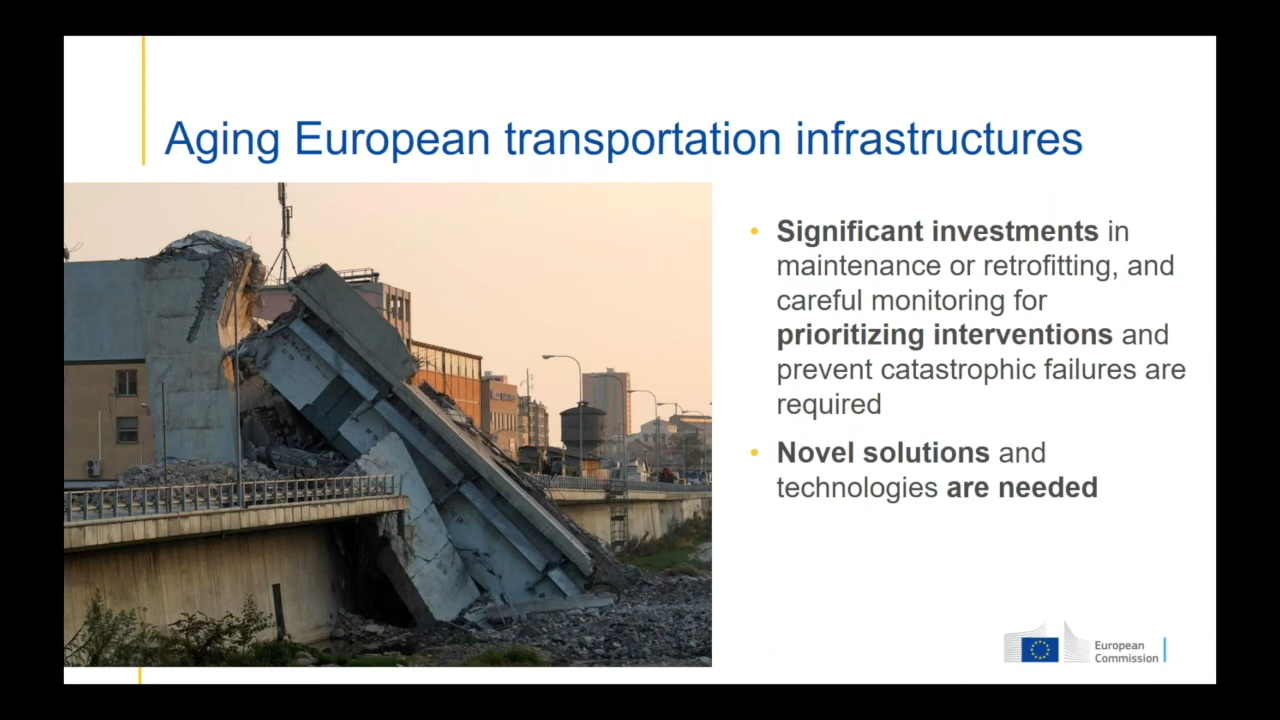 Aging European transportation infrastructures
• Significant investments in
maintenance or retrofitting, and
careful monitoring for
prioritizing interventions and
prevent catastrophic failures are
required
• Novel solutions and
technologies are needed
European
Commission